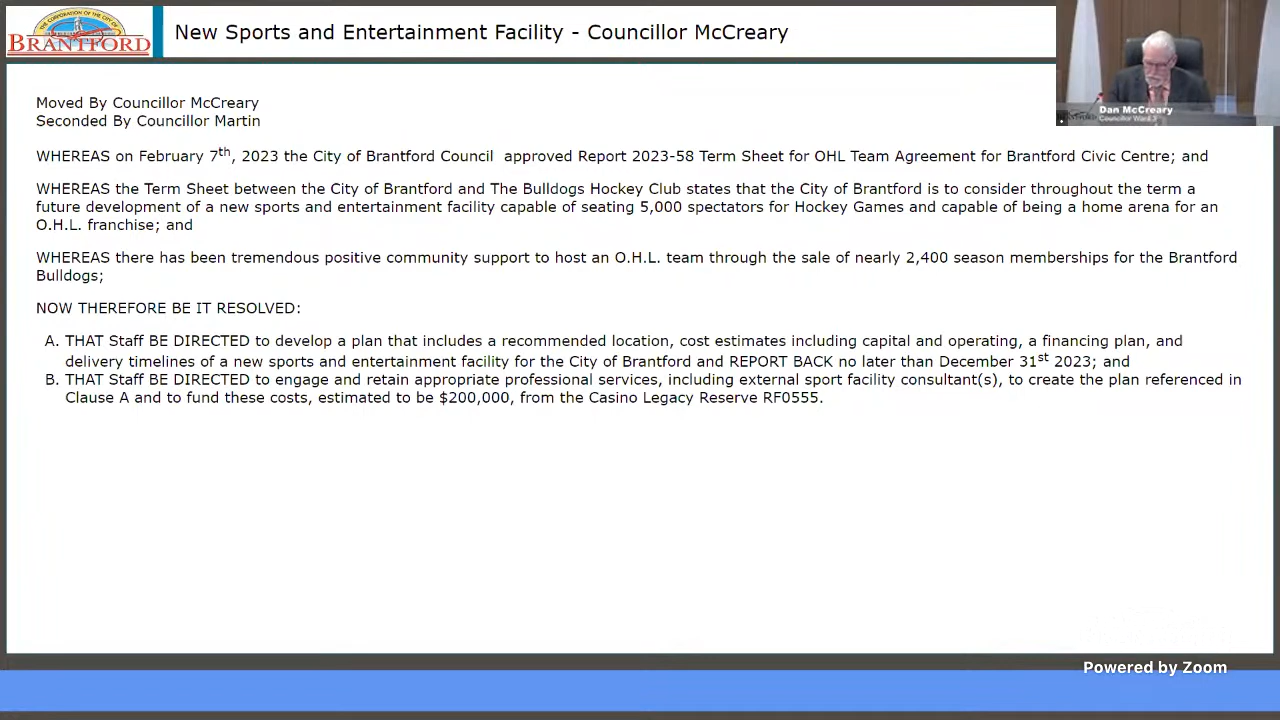 THE CORPORATION OF THE CITY OF
BRANTFORD
New Sports and Entertainment Facility - Councillor McCreary
Dan McCreary
Councillor Ward 3
Moved By Councillor McCreary
Seconded By Councillor Martin
WHEREAS on February 7th, 2023 the City of Brantford Council approved Report 2023-58 Term Sheet for OHL Team Agreement for Brantford Civic Centre; and
WHEREAS the Term Sheet between the City of Brantford and The Bulldogs Hockey Club states that the City of Brantford is to consider throughout the term a
future development of a new sports and entertainment facility capable of seating 5,000 spectators for Hockey Games and capable of being a home arena for an
O.H.L. franchise; and
WHEREAS there has been tremendous positive community support to host an O.H.L. team through the sale of nearly 2,400 season memberships for the Brantford
Bulldogs;
NOW THEREFORE BE IT RESOLVED:
A. THAT Staff BE DIRECTED to develop a plan that includes a recommended location, cost estimates including capital and operating, a financing plan, and
delivery timelines of a new sports and entertainment facility for the City of Brantford and REPORT BACK no later than December 31st 2023; and
B. THAT Staff BE DIRECTED to engage and retain appropriate professional services, including external sport facility consultant(s), to create the plan referenced in
Clause A and to fund these costs, estimated to be $200,000, from the Casino Legacy Reserve RF0555.
Powered by Zoom